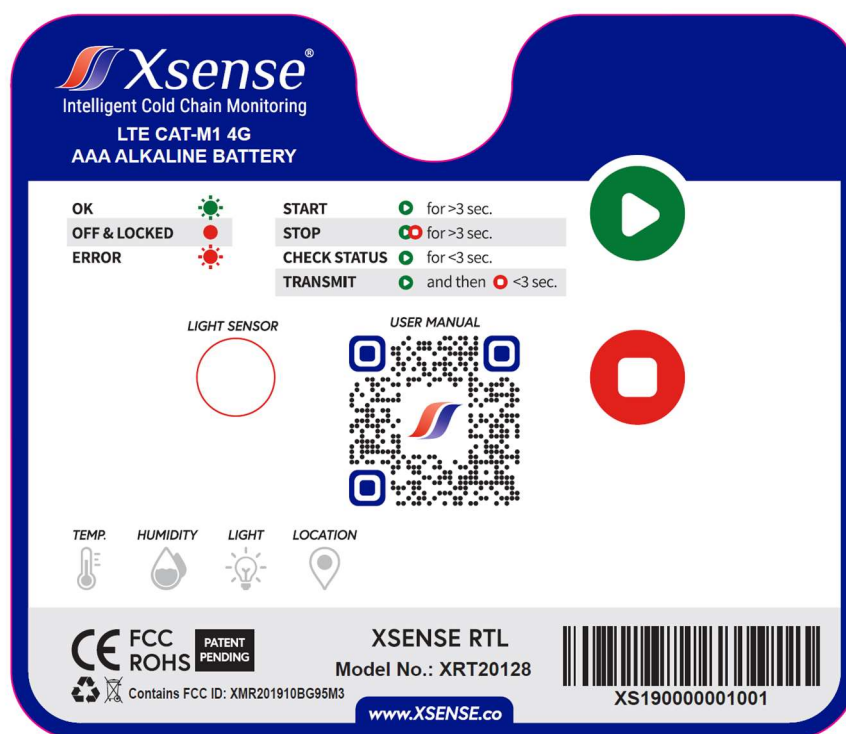 Xsense®
Intelligent Cold Chain Monitoring
LTE CAT-M1 4G
AAA ALKALINE BATTERY
OK
OFF & LOCKED
ERROR
START for >3 sec.
STOP for >3 sec.
CHECK STATUS for <3 sec.
TRANSMIT and then <3 sec.
LIGHT SENSOR
USER MANUAL
TEMP. HUMIDITY LIGHT LOCATION
CE FCC
ROHS
PATENT
PENDING
Contains FCC ID: XMR201910BG95M3
XSENSE RTL
Model No.: XRT20128
XS190000001001
www.XSENSE.co